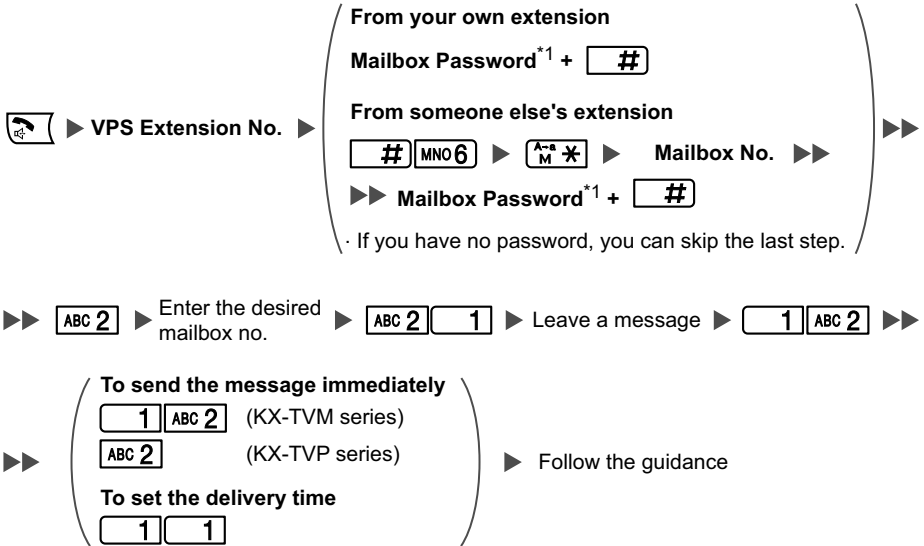 From your own extension
Mailbox Password*1 + #
VPS Extension No.
From someone else's extension
# MNO 6 A→a M * Mailbox No.
Mailbox Password*1 + #
· If you have no password, you can skip the last step.
ABC 2 Enter the desired mailbox no. ABC 2 1 Leave a message 1 ABC 2
To send the message immediately
1 ABC 2 (KX-TVM series)
ABC 2 (KX-TVP series)
Follow the guidance
To set the delivery time
1 1